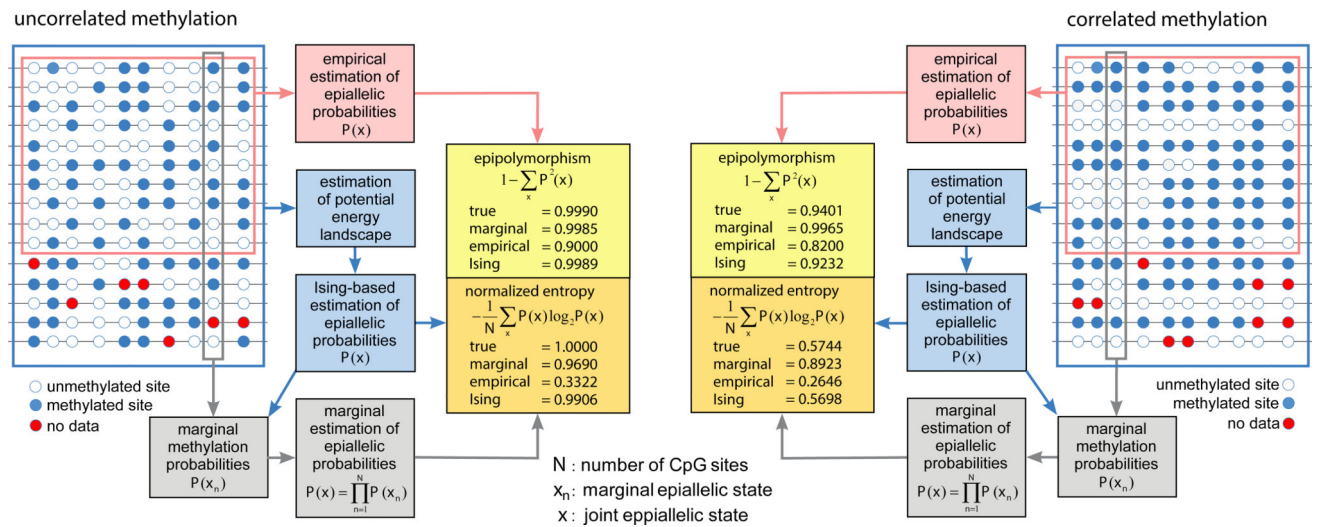 uncorrelated methylation
empirical
estimation of
epiallelic
probabilities
P(x)
estimation
of potential
energy
landscape
Ising-based
estimation of
epiallelic
probabilities
P(x)
epipolymorphism
1−∑P²(x)
x
true = 0.9990
marginal = 0.9985
empirical = 0.9000
Ising = 0.9989
normalized entropy
−1/N ∑P(x)log₂P(x)
x
true = 1.0000
marginal = 0.9690
empirical = 0.3322
Ising = 0.9906
unmethylated site
methylated site
no data
marginal
methylation
probabilities
P(xₙ)
marginal
estimation of
epiallelic
probabilities
N
P(x)=∏P(xₙ)
n=1
N : number of CpG sites
xₙ: marginal epiallelic state
x : joint eppiallelic state
correlated methylation
empirical
estimation of
epiallelic
probabilities
P(x)
estimation
of potential
energy
landscape
Ising-based
estimation of
epiallelic
probabilities
P(x)
epipolymorphism
1−∑P²(x)
x
true = 0.9401
marginal = 0.9965
empirical = 0.8200
Ising = 0.9232
normalized entropy
−1/N ∑P(x)log₂P(x)
x
true = 0.5744
marginal = 0.8923
empirical = 0.2646
Ising = 0.5698
unmethylated site
methylated site
no data
marginal
estimation of
epiallelic
probabilities
N
P(x)=∏P(xₙ)
n=1
marginal
methylation
probabilities
P(xₙ)